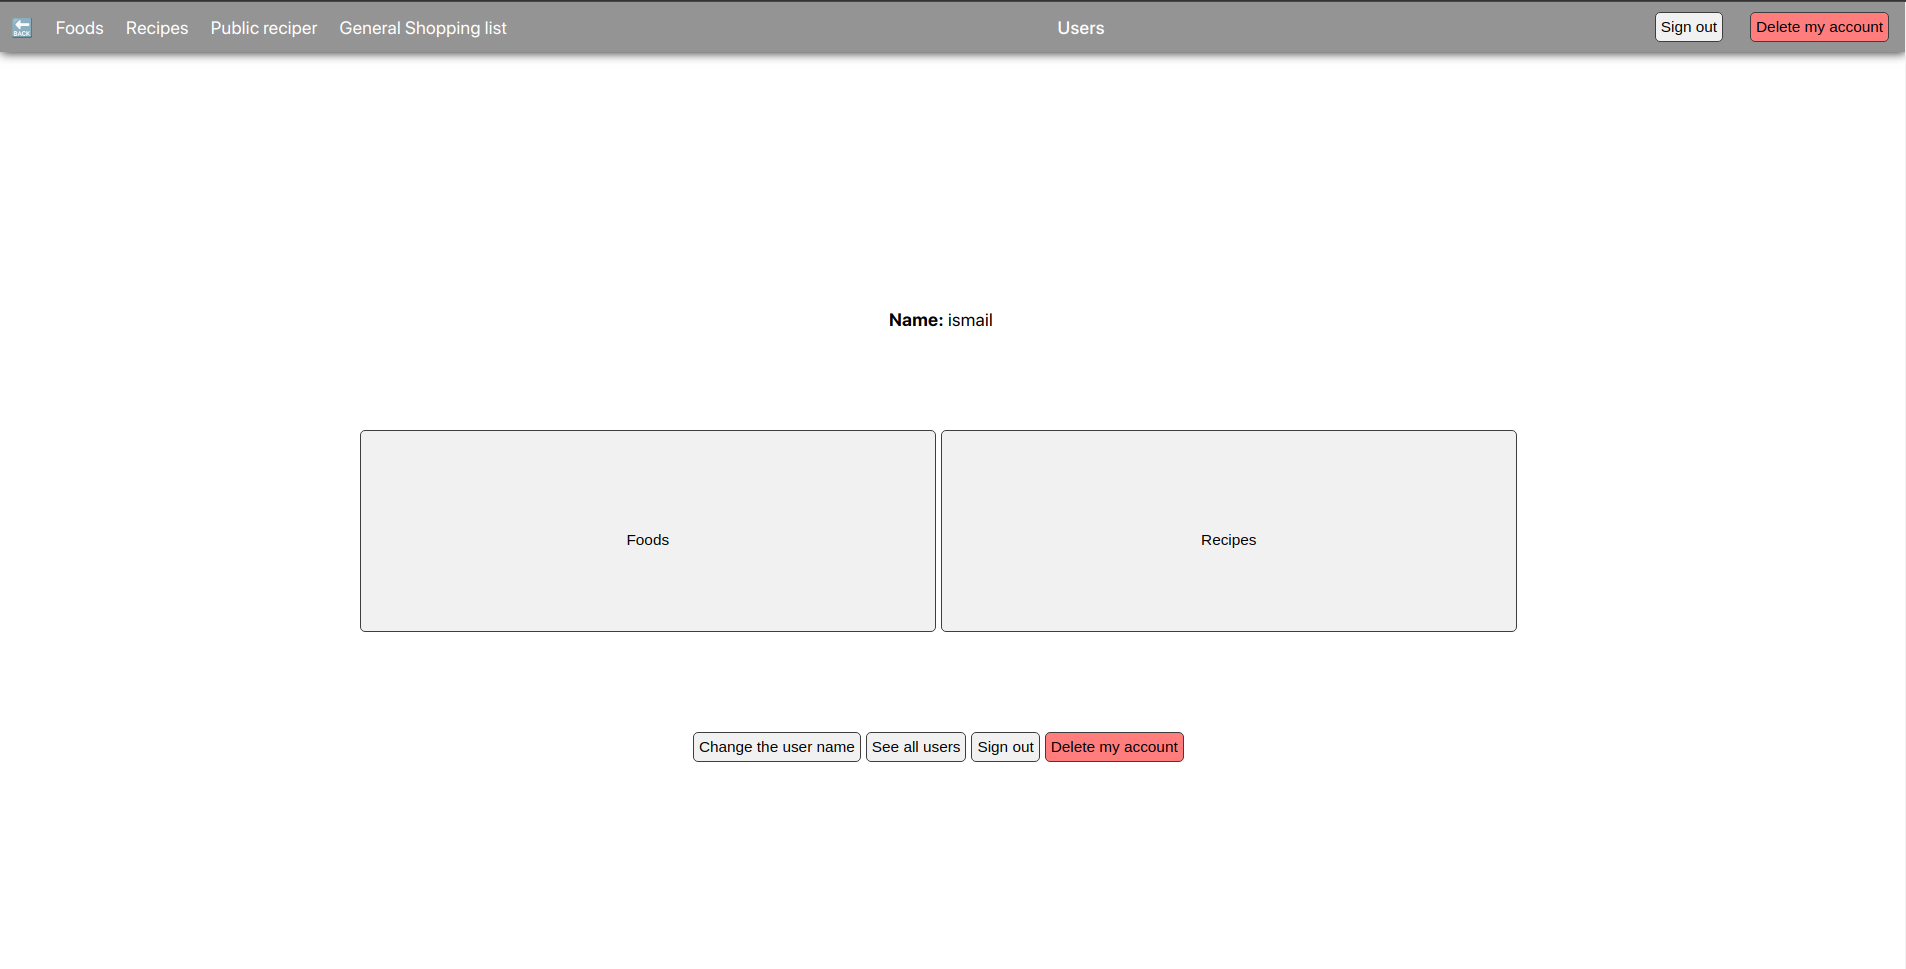 BACK Foods Recipes Public reciper General Shopping list Users Sign out Delete my account
Name: ismail
Foods Recipes
Change the user name See all users Sign out Delete my account